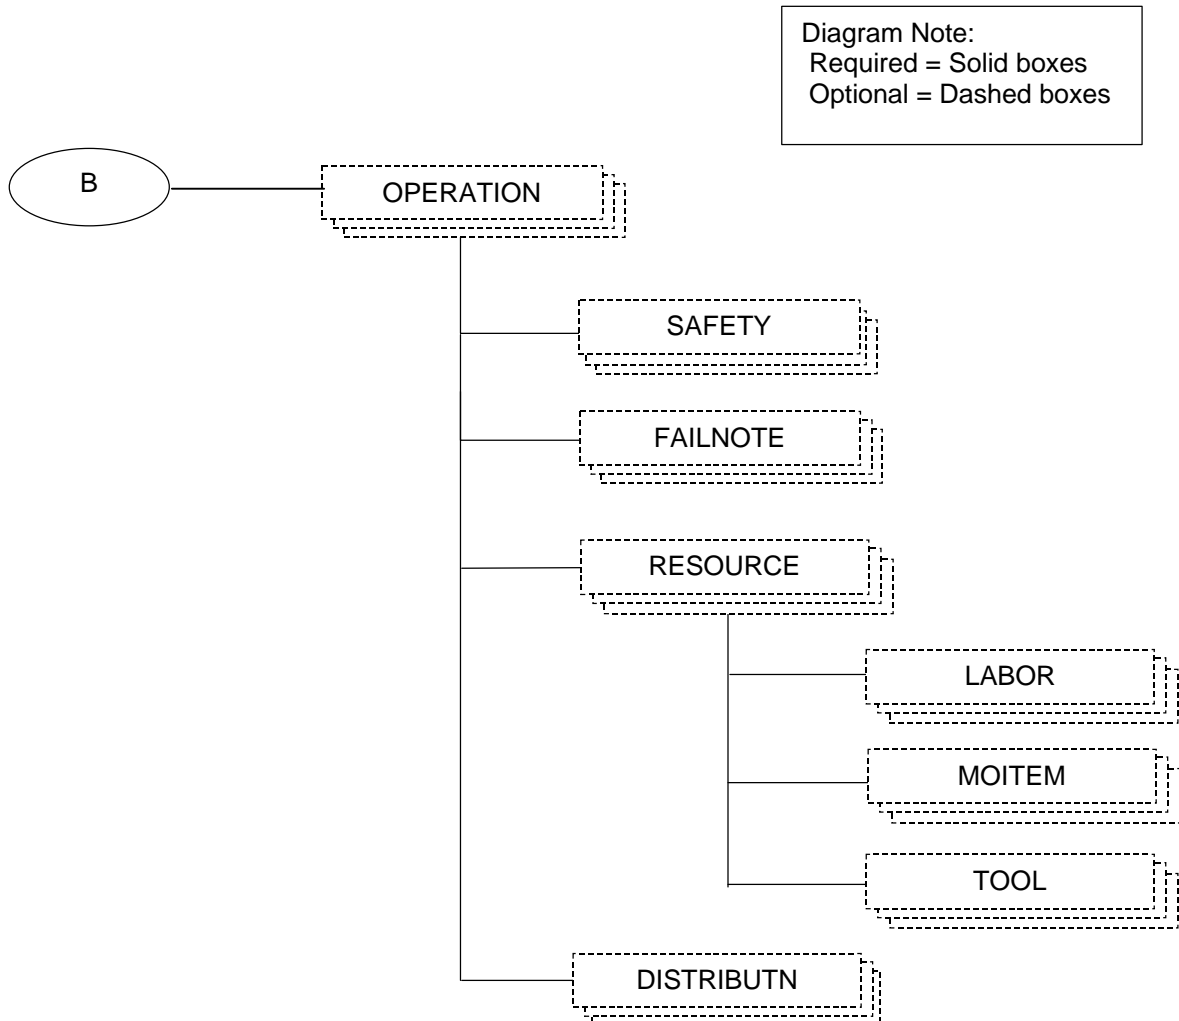 Diagram Note:
Required = Solid boxes
Optional = Dashed boxes
B
OPERATION
SAFETY
FAILNOTE
RESOURCE
LABOR
MOITEM
TOOL
DISTRIBUTN